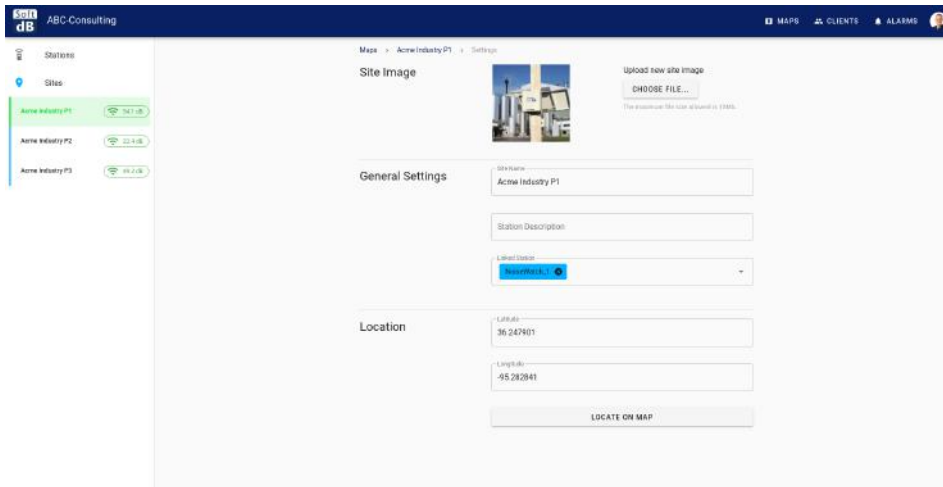 Soft dB
ABC-Consulting
MAPS
CLIENTS
ALARMS
Stations
Sites
Acme Industry P1
Acme Industry P2
Acme Industry P3
Maps > Acme Industry P1 > Settings
Site Image
Upload new site image
CHOOSE FILE...
General Settings
Site Name
Acme Industry P1
Station Description
Linked Station
NoiseWatch_1
Location
Latitude
36.247901
Longitude
-95.282841
LOCATE ON MAP